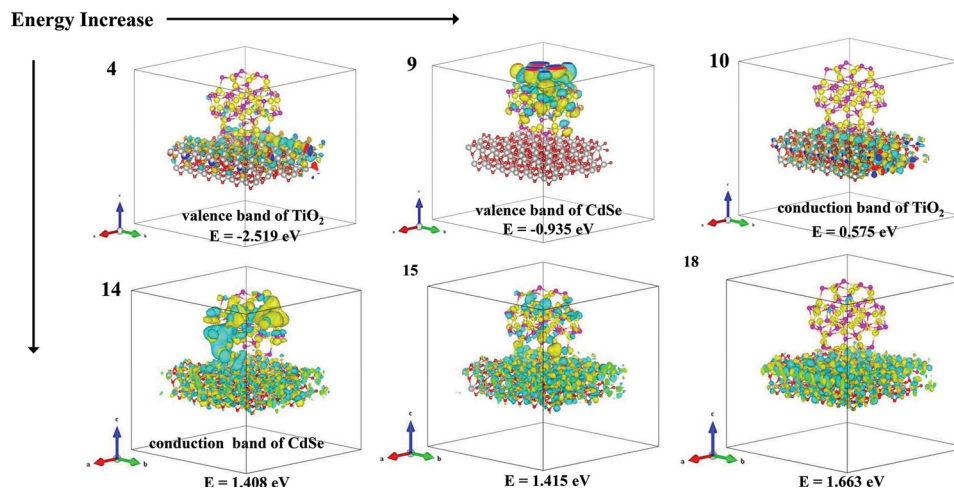 Energy Increase
4
9
10
c
a b
valence band of TiO₂
E = -2.519 eV
c
a b
valence band of CdSe
E = -0.935 eV
c
a b
conduction band of TiO₂
E = 0.575 eV
14
15
18
c
a b
conduction band of CdSe
E = 1.408 eV
c
a b
E = 1.415 eV
c
a b
E = 1.663 eV